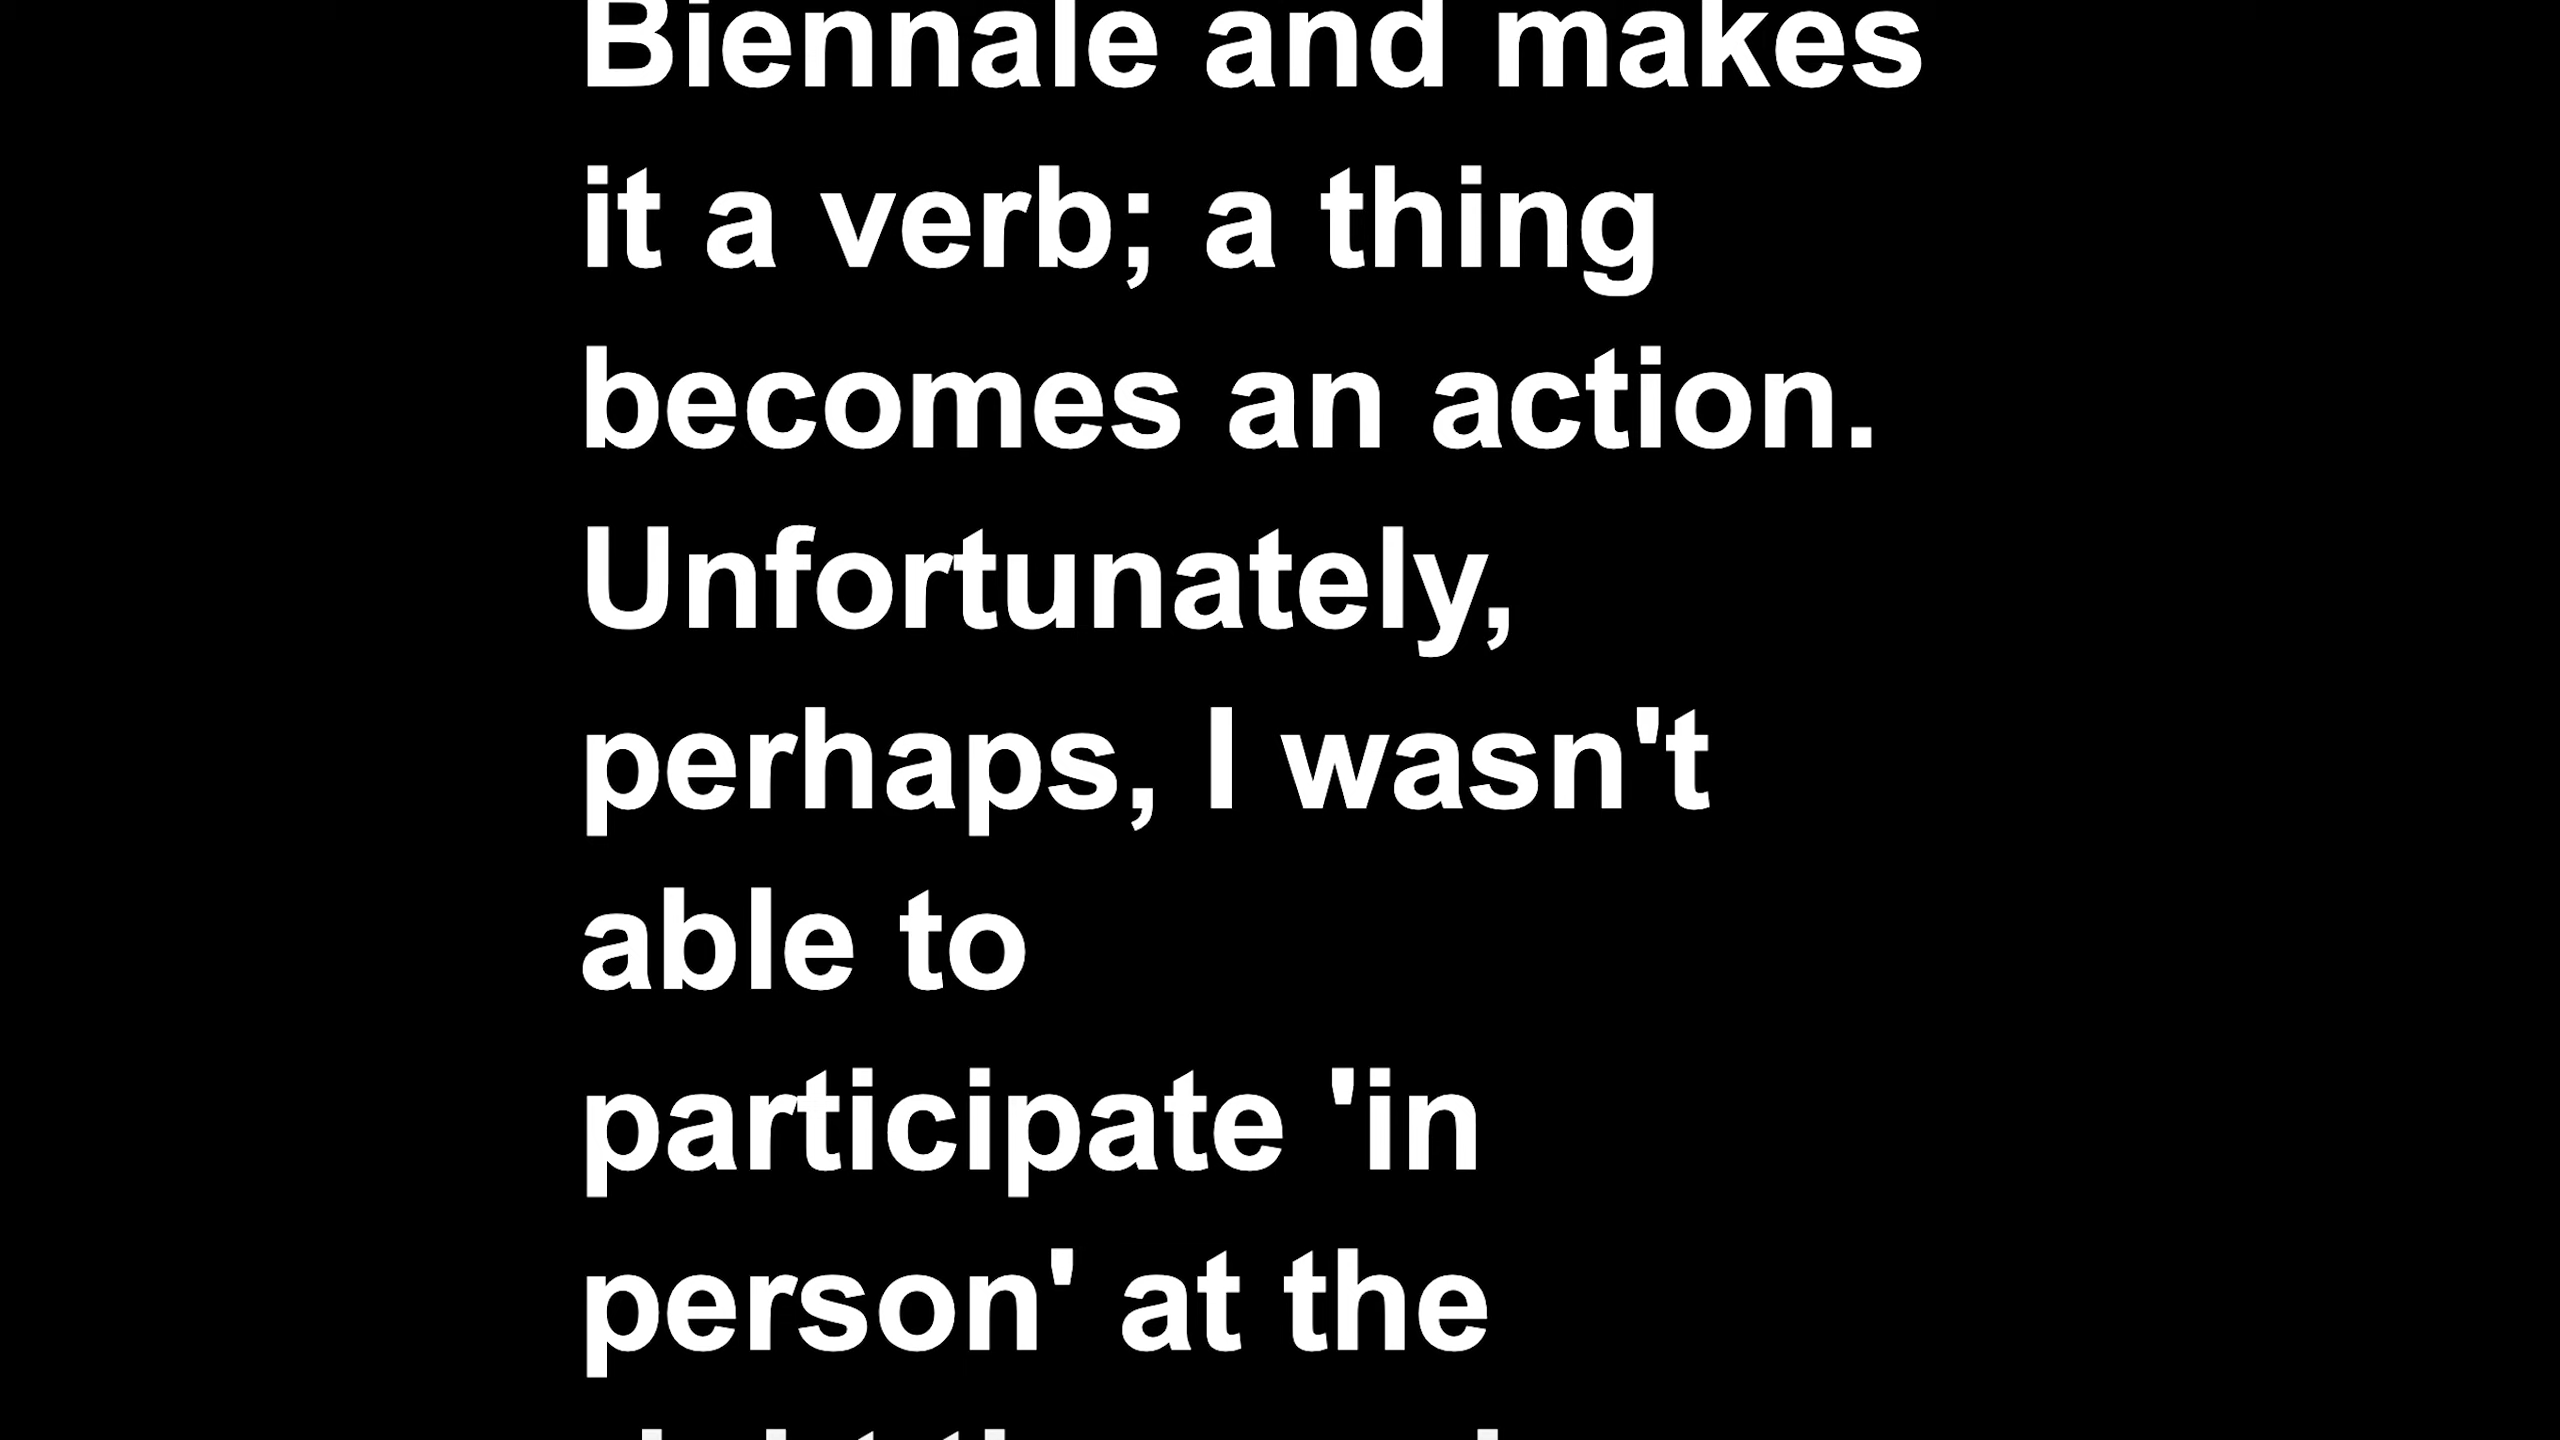 Biennale and makes
it a verb; a thing
becomes an action.
Unfortunately,
perhaps, I wasn't
able to
participate 'in
person' at the